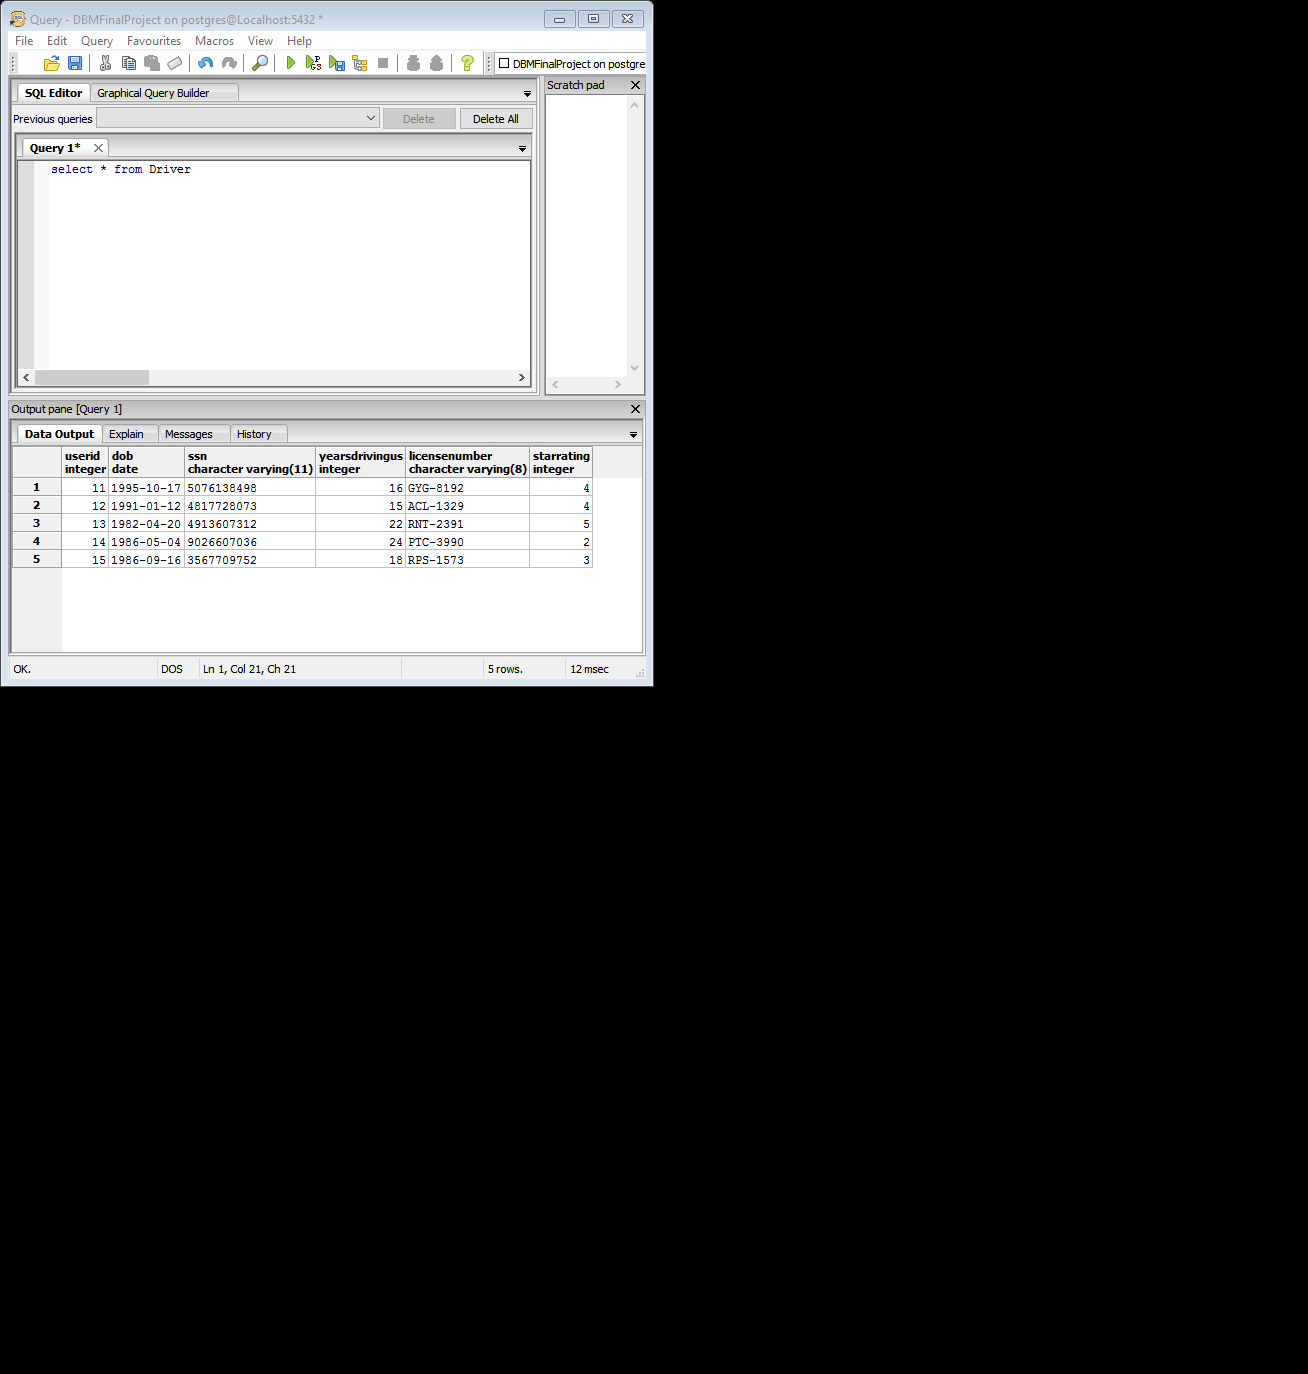 Query - DBMFinalProject on postgres@Localhost:5432 *
File Edit Query Favourites Macros View Help
DBMFinalProject on postgre
SQL Editor Graphical Query Builder
Scratch pad
Previous queries Delete Delete All
Query 1*
select * from Driver
Output pane [Query 1]
Data Output Explain Messages History
userid dob ssn yearsdrivingus licensenumber starrating
integer date character varying(11) integer character varying(8) integer
1 11 1995-10-17 5076138498 16 GYG-8192 4
2 12 1991-01-12 4817728073 15 ACL-1329 4
3 13 1982-04-20 4913607312 22 RNT-2391 5
4 14 1986-05-04 9026607036 24 PTC-3990 2
5 15 1986-09-16 3567709752 18 RPS-1573 3
OK. DOS Ln 1, Col 21, Ch 21 5 rows. 12 msec